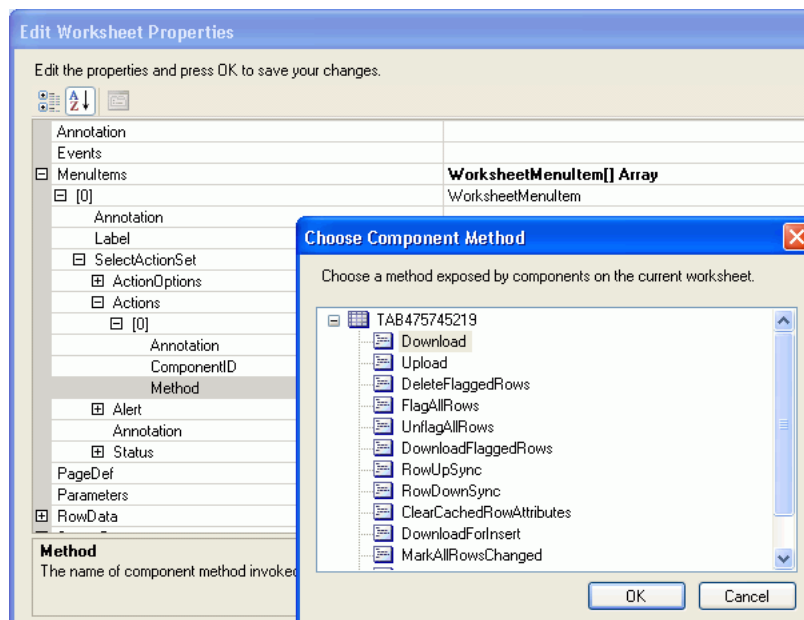 Edit Worksheet Properties
Edit the properties and press OK to save your changes.
Annotation
Events
MenuItems WorksheetMenuItem[] Array
[0] WorksheetMenuItem
Annotation
Label
SelectActionSet
ActionOptions
Actions
[0]
Annotation
ComponentID
Method
Alert
Annotation
Status
PageDef
Parameters
RowData
Method
The name of component method invoked
Choose Component Method
Choose a method exposed by components on the current worksheet.
TAB475745219
Download
Upload
DeleteFlaggedRows
FlagAllRows
UnflagAllRows
DownloadFlaggedRows
RowUpSync
RowDownSync
ClearCachedRowAttributes
DownloadForInsert
MarkAllRowsChanged
OK Cancel